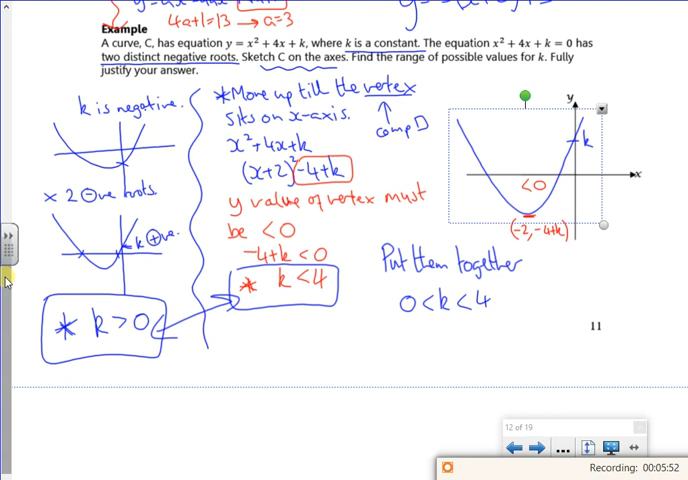 4a+1=13 → a=3
Example
A curve, C, has equation y = x² + 4x + k, where k is a constant. The equation x² + 4x + k = 0 has
two distinct negative roots. Sketch C on the axes. Find the range of possible values for k. Fully
justify your answer.
k is negative.
x 2 ⊖ve roots
k ⊕ve.
* k > 0
*Move up till the vertex
sits on x-axis.
comp □
x²+4x+k
(x+2)²-4+k
y value of vertex must
be < 0
-4+k < 0
* k < 4
y
k
x
<0
(-2, -4+k)
Put them together
0 < k < 4
11
12 of 19
Recording: 00:05:52